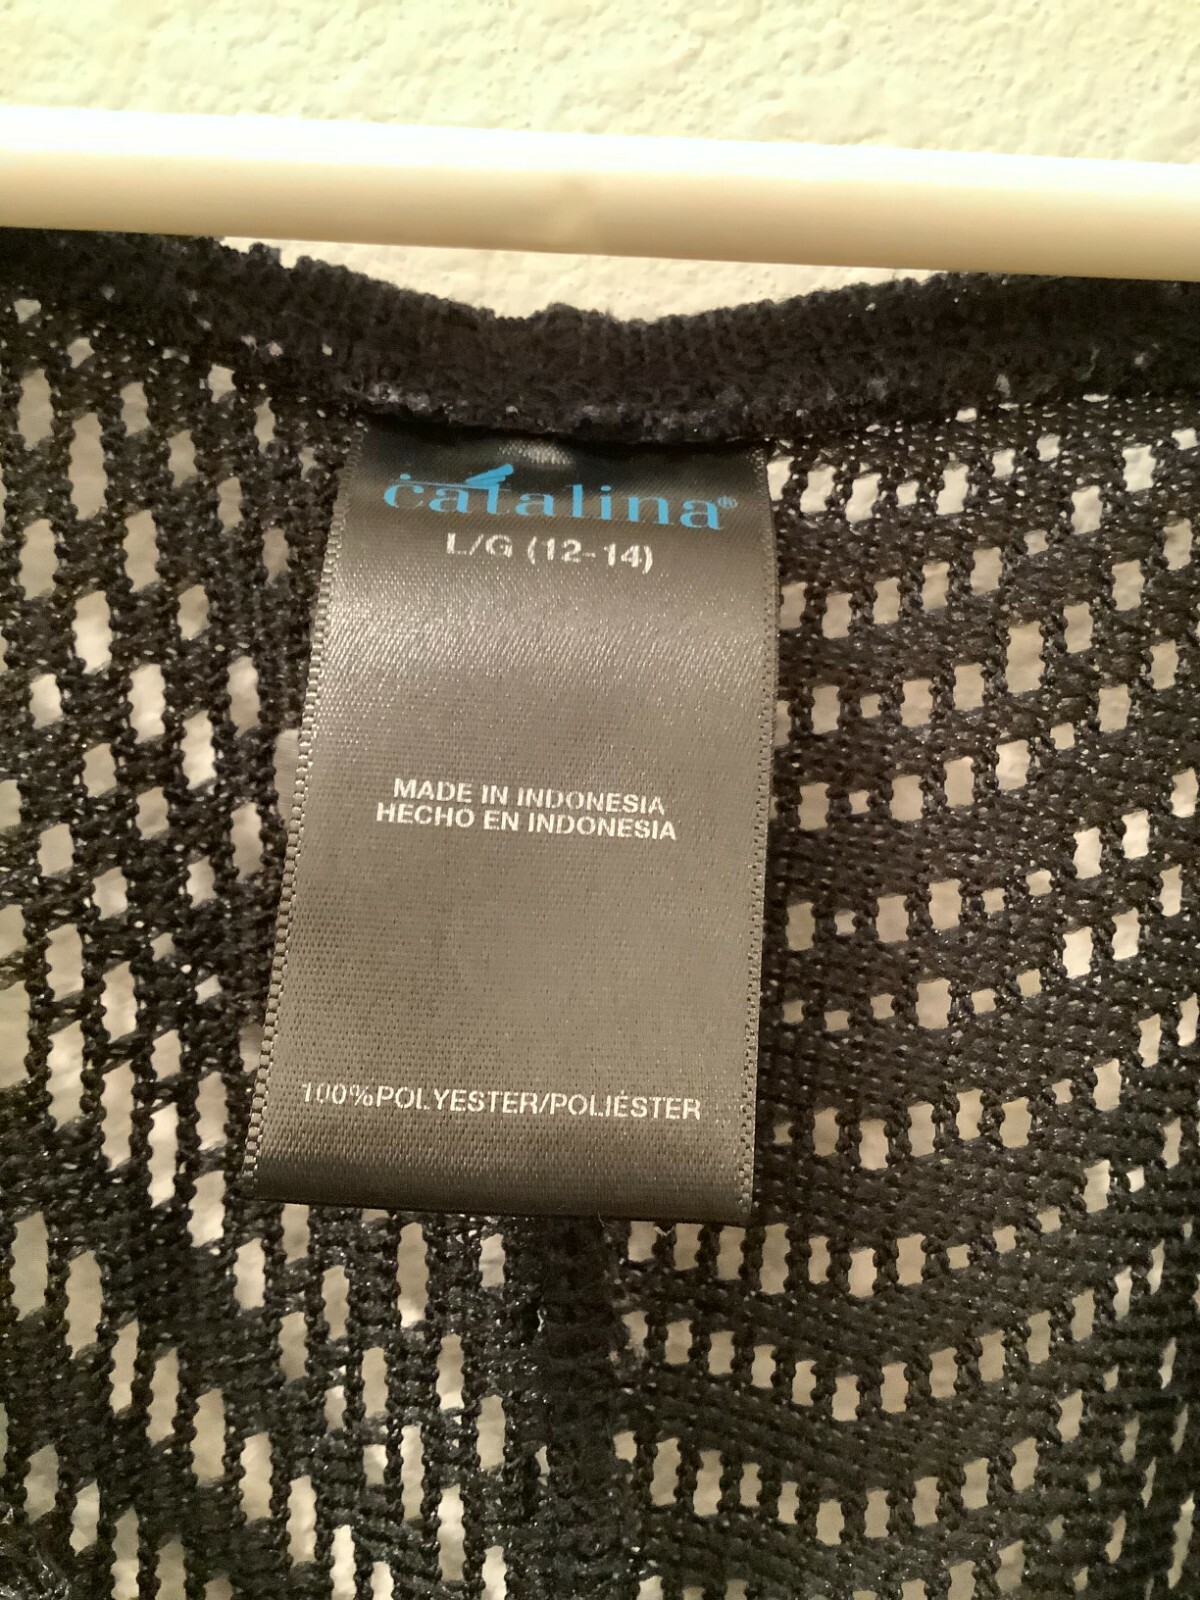 catalina®
L/G (12-14)
MADE IN INDONESIA
HECHO EN INDONESIA
100%POLYESTER/POLIÉSTER